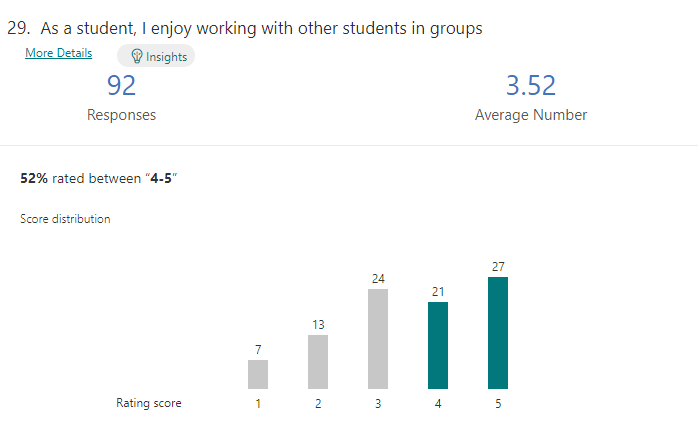 29. As a student, I enjoy working with other students in groups
More Details
Insights
92
Responses
3.52
Average Number
52% rated between "4-5"
Score distribution
27
24
21
13
7
Rating score
1 2 3 4 5